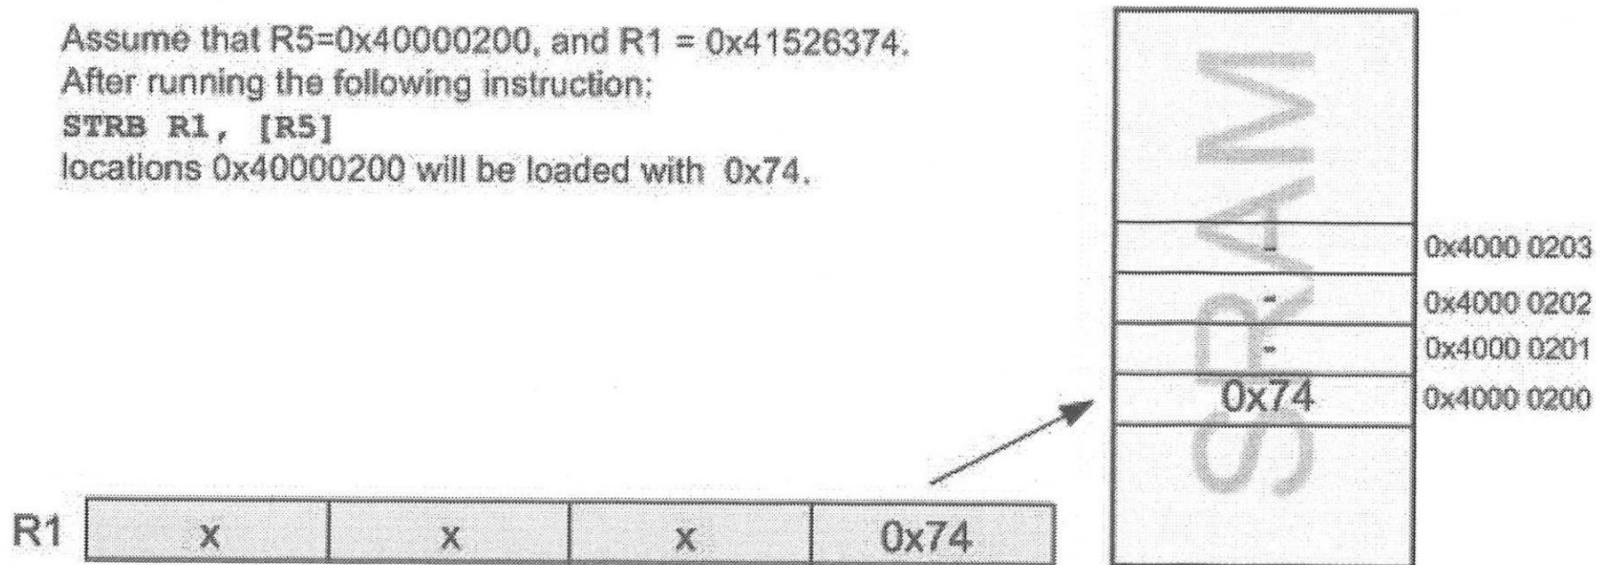 Assume that R5=0x40000200, and R1 = 0x41526374.
After running the following instruction:
STRB R1, [R5]
locations 0x40000200 will be loaded with 0x74.
SRAM
- 0x4000 0203
- 0x4000 0202
- 0x4000 0201
0x74 0x4000 0200
R1 x x x 0x74